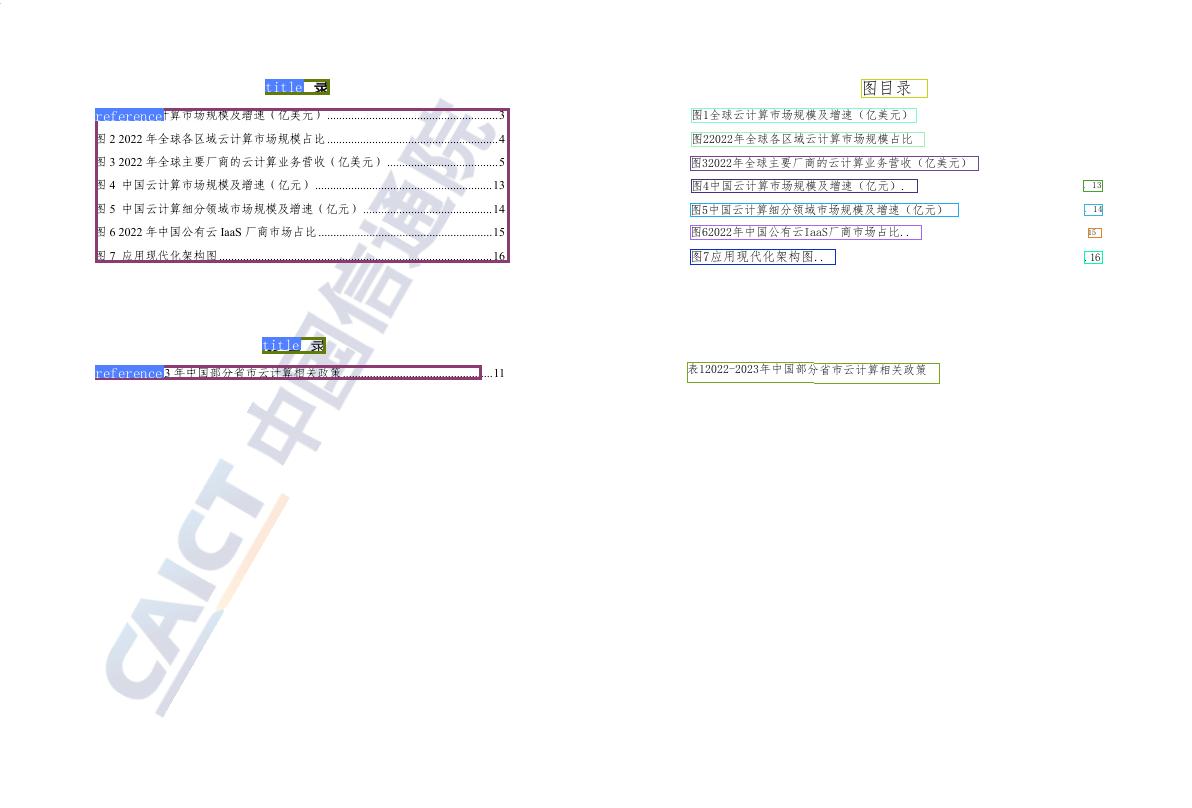 title 录
reference 算市场规模及增速（亿美元）3
图 2 2022 年全球各区域云计算市场规模占比 4
图 3 2022 年全球主要厂商的云计算业务营收（亿美元）5
图 4 中国云计算市场规模及增速（亿元）13
图 5 中国云计算细分领域市场规模及增速（亿元）14
图 6 2022 年中国公有云 IaaS 厂商市场占比 15
图 7 应用现代化架构图 16
title 录
reference 3 年中国部分省市云计算相关政策 11
CAICT 中国信通院
图目录
图1全球云计算市场规模及增速（亿美元）
图22022年全球各区域云计算市场规模占比
图32022年全球主要厂商的云计算业务营收（亿美元）
图4中国云计算市场规模及增速（亿元）. . 13
图5中国云计算细分领域市场规模及增速（亿元） . 14
图62022年中国公有云IaaS厂商市场占比.. 15
图7应用现代化架构图.. . 16
表12022-2023年中国部分省市云计算相关政策